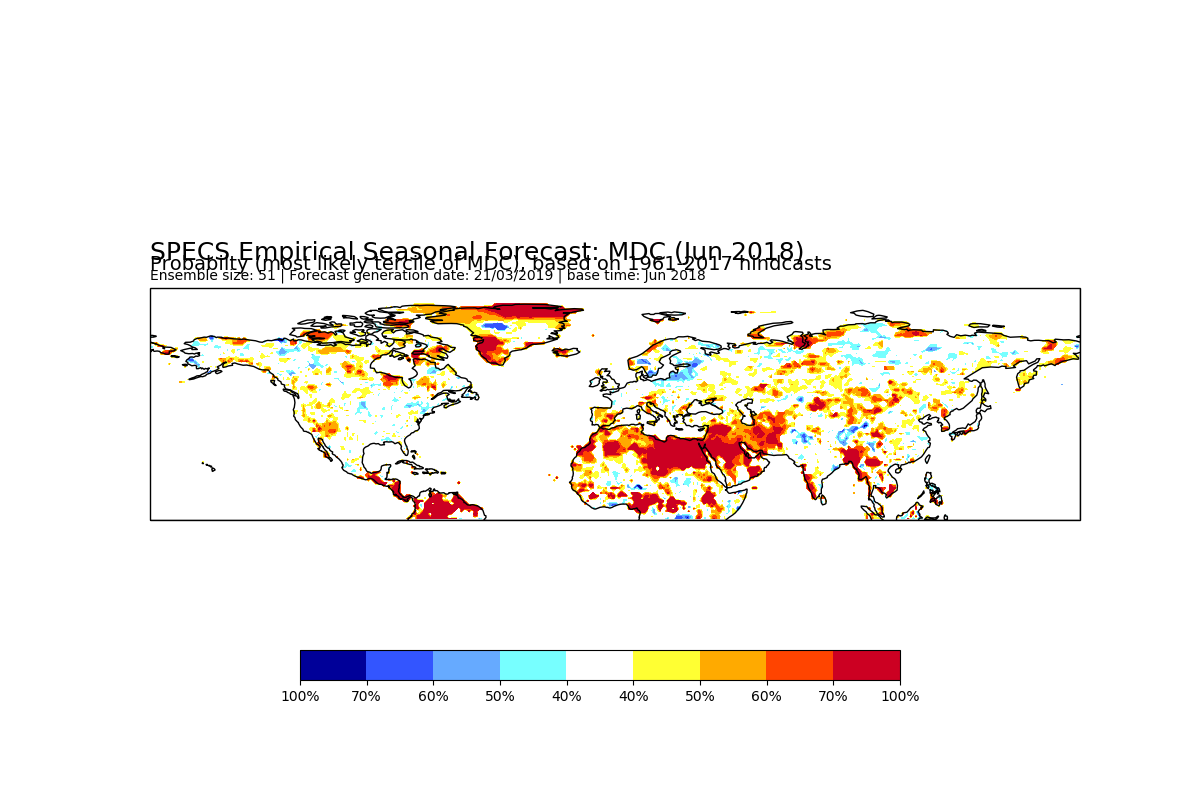 SPECS Empirical Seasonal Forecast: MDC (Jun 2018)
Probabilty (most likely tercile of MDC), based on 1961-2017 hindcasts
Ensemble size: 51 | Forecast generation date: 21/03/2019 | base time: Jun 2018
100% 70% 60% 50% 40% 40% 50% 60% 70% 100%